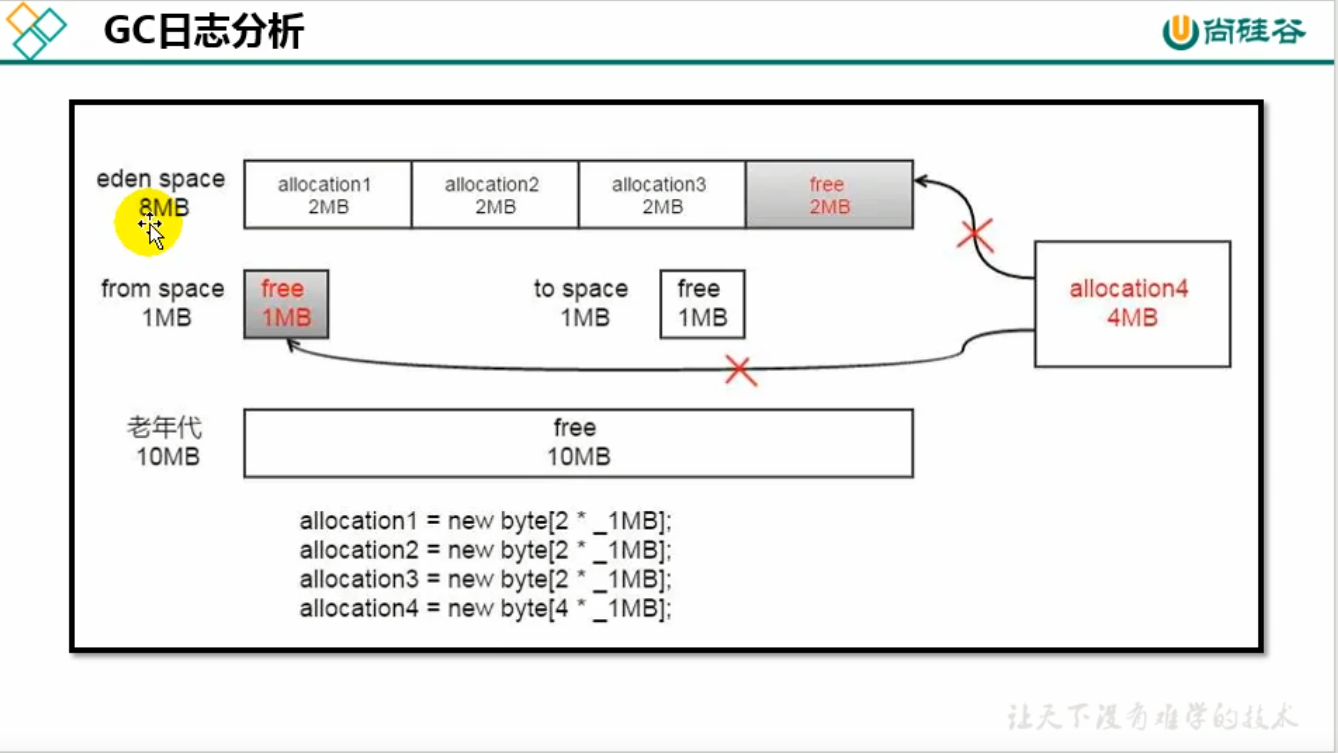 GC日志分析
尚硅谷
eden space
8MB
allocation1
2MB
allocation2
2MB
allocation3
2MB
free
2MB
from space
1MB
free
1MB
to space
1MB
free
1MB
allocation4
4MB
老年代
10MB
free
10MB
allocation1 = new byte[2 * _1MB];
allocation2 = new byte[2 * _1MB];
allocation3 = new byte[2 * _1MB];
allocation4 = new byte[4 * _1MB];
让天下没有难学的技术